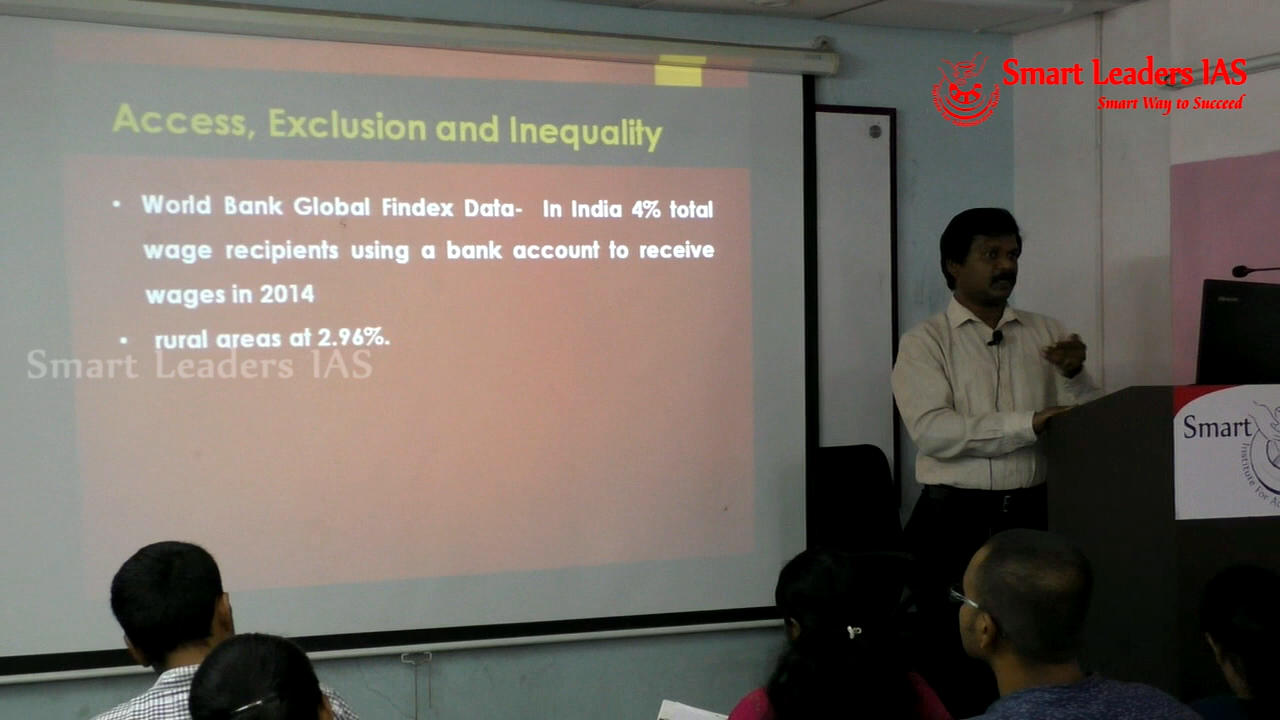 Access, Exclusion and Inequality
• World Bank Global Findex Data- In India 4% total
wage recipients using a bank account to receive
wages in 2014
• rural areas at 2.96%.
Smart Leaders IAS
Smart Leaders IAS
Smart Way to Succeed
Smart
Institute For